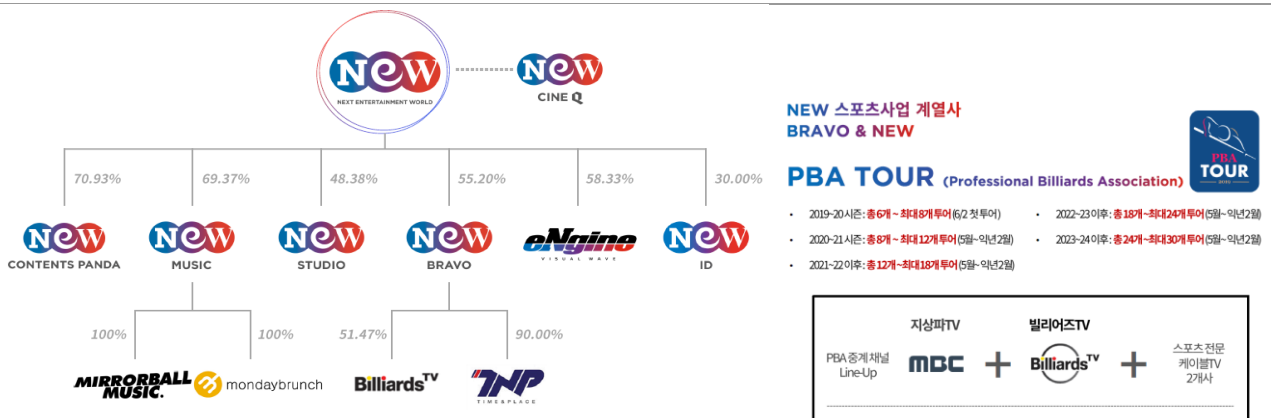 NEW
NEXT ENTERTAINMENT WORLD
NEW
CINE Q
70.93%
69.37%
48.38%
55.20%
58.33%
30.00%
NEW
CONTENTS PANDA
NEW
MUSIC
NEW
STUDIO
NEW
BRAVO
eNgine
VISUAL WAVE
NEW
ID
100%
100%
51.47%
90.00%
MIRRORBALL
MUSIC.
mondaybrunch
Billiards TV
TNP
TIMESPLACE
NEW 스포츠사업 계열사
BRAVO & NEW
PBA TOUR (Professional Billiards Association)
PBA
TOUR
• 2019~20 시즌 : 총 6개 ~ 최대 8개 투어 (6/2 첫 투어)
• 2020~21 시즌 : 총 8개 ~ 최대 12개 투어 (5월~ 익년 2월)
• 2021~22 이후 : 총 12개 ~최대 18개 투어 (5월~ 익년 2월)
• 2022~23 이후 : 총 18개 ~최대 24개 투어 (5월~ 익년 2월)
• 2023~24 이후 : 총 24개~최대 30개 투어 (5월~ 익년 2월)
지상파TV
빌리어즈TV
PBA 중계 채널
Line-Up
MBC
+
Billiards TV
+
스포츠 전문
케이블TV
2개사